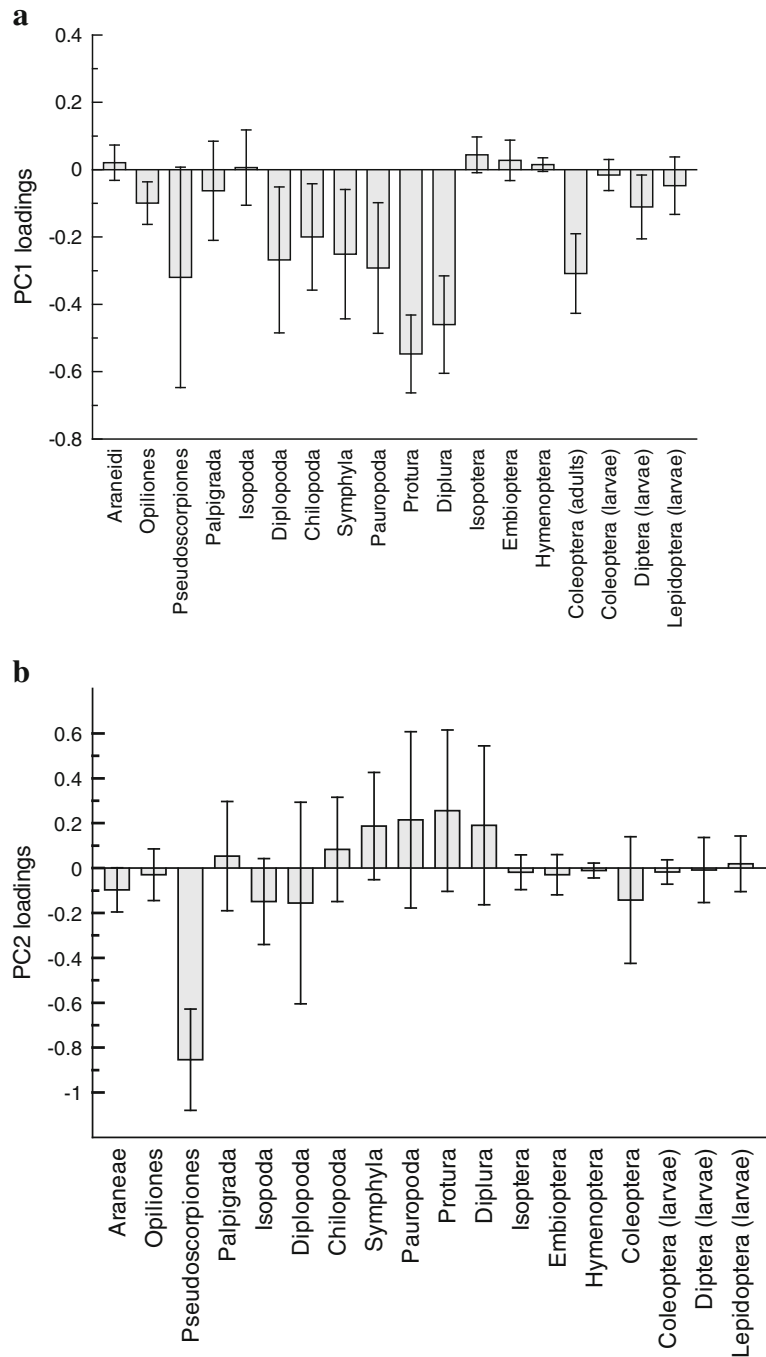 a
0.4
0.2
0
-0.2
-0.4
-0.6
-0.8
PC1 loadings
Araneidi
Opiliones
Pseudoscorpiones
Palpigrada
Isopoda
Diplopoda
Chilopoda
Symphyla
Pauropoda
Protura
Diplura
Isopotera
Embioptera
Hymenoptera
Coleoptera (adults)
Coleoptera (larvae)
Diptera (larvae)
Lepidoptera (larvae)
b
0.6
0.4
0.2
0
-0.2
-0.4
-0.6
-0.8
-1
PC2 loadings
Araneae
Opiliones
Pseudoscorpiones
Palpigrada
Isopoda
Diplopoda
Chilopoda
Symphyla
Pauropoda
Protura
Diplura
Isoptera
Embioptera
Hymenoptera
Coleoptera
Coleoptera (larvae)
Diptera (larvae)
Lepidoptera (larvae)